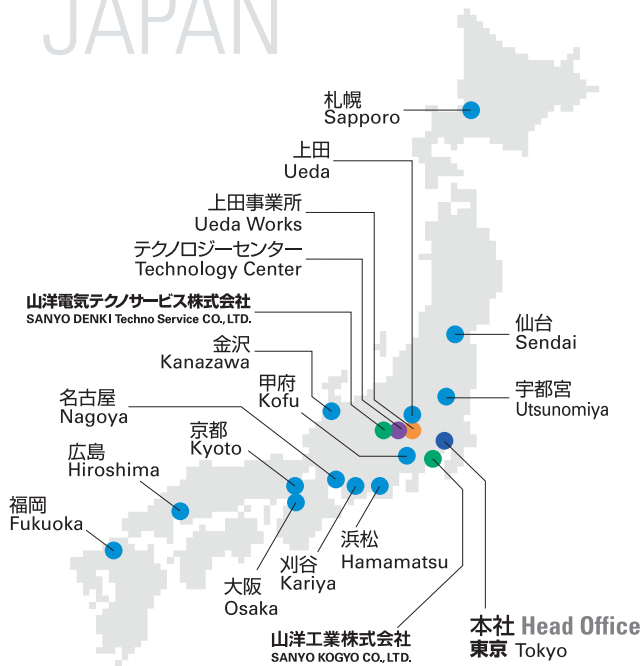 JAPAN
札幌
Sapporo
上田
Ueda
上田事業所
Ueda Works
テクノロジーセンター
Technology Center
山洋電気テクノサービス株式会社
SANYO DENKI Techno Service CO., LTD.
金沢
Kanazawa
仙台
Sendai
甲府
Kofu
宇都宮
Utsunomiya
名古屋
Nagoya
京都
Kyoto
広島
Hiroshima
福岡
Fukuoka
浜松
Hamamatsu
刈谷
Kariya
大阪
Osaka
山洋工業株式会社
SANYO KOGYO CO., LTD.
本社 Head Office
東京 Tokyo